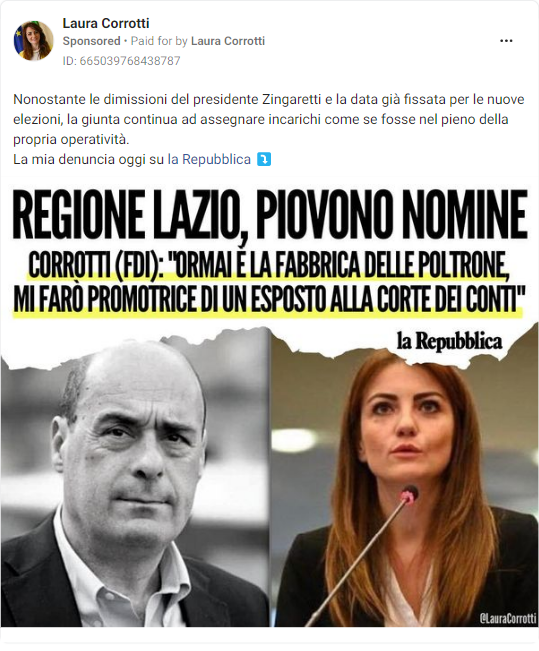 Laura Corrotti
Sponsored • Paid for by Laura Corrotti
ID: 665039768438787
Nonostante le dimissioni del presidente Zingaretti e la data già fissata per le nuove
elezioni, la giunta continua ad assegnare incarichi come se fosse nel pieno della
propria operatività.
La mia denuncia oggi su la Repubblica ⤵️
REGIONE LAZIO, PIOVONO NOMINE
CORROTTI (FDI): "ORMAI É LA FABBRICA DELLE POLTRONE,
MI FARÒ PROMOTRICE DI UN ESPOSTO ALLA CORTE DEI CONTI"
la Repubblica
@LauraCorrotti